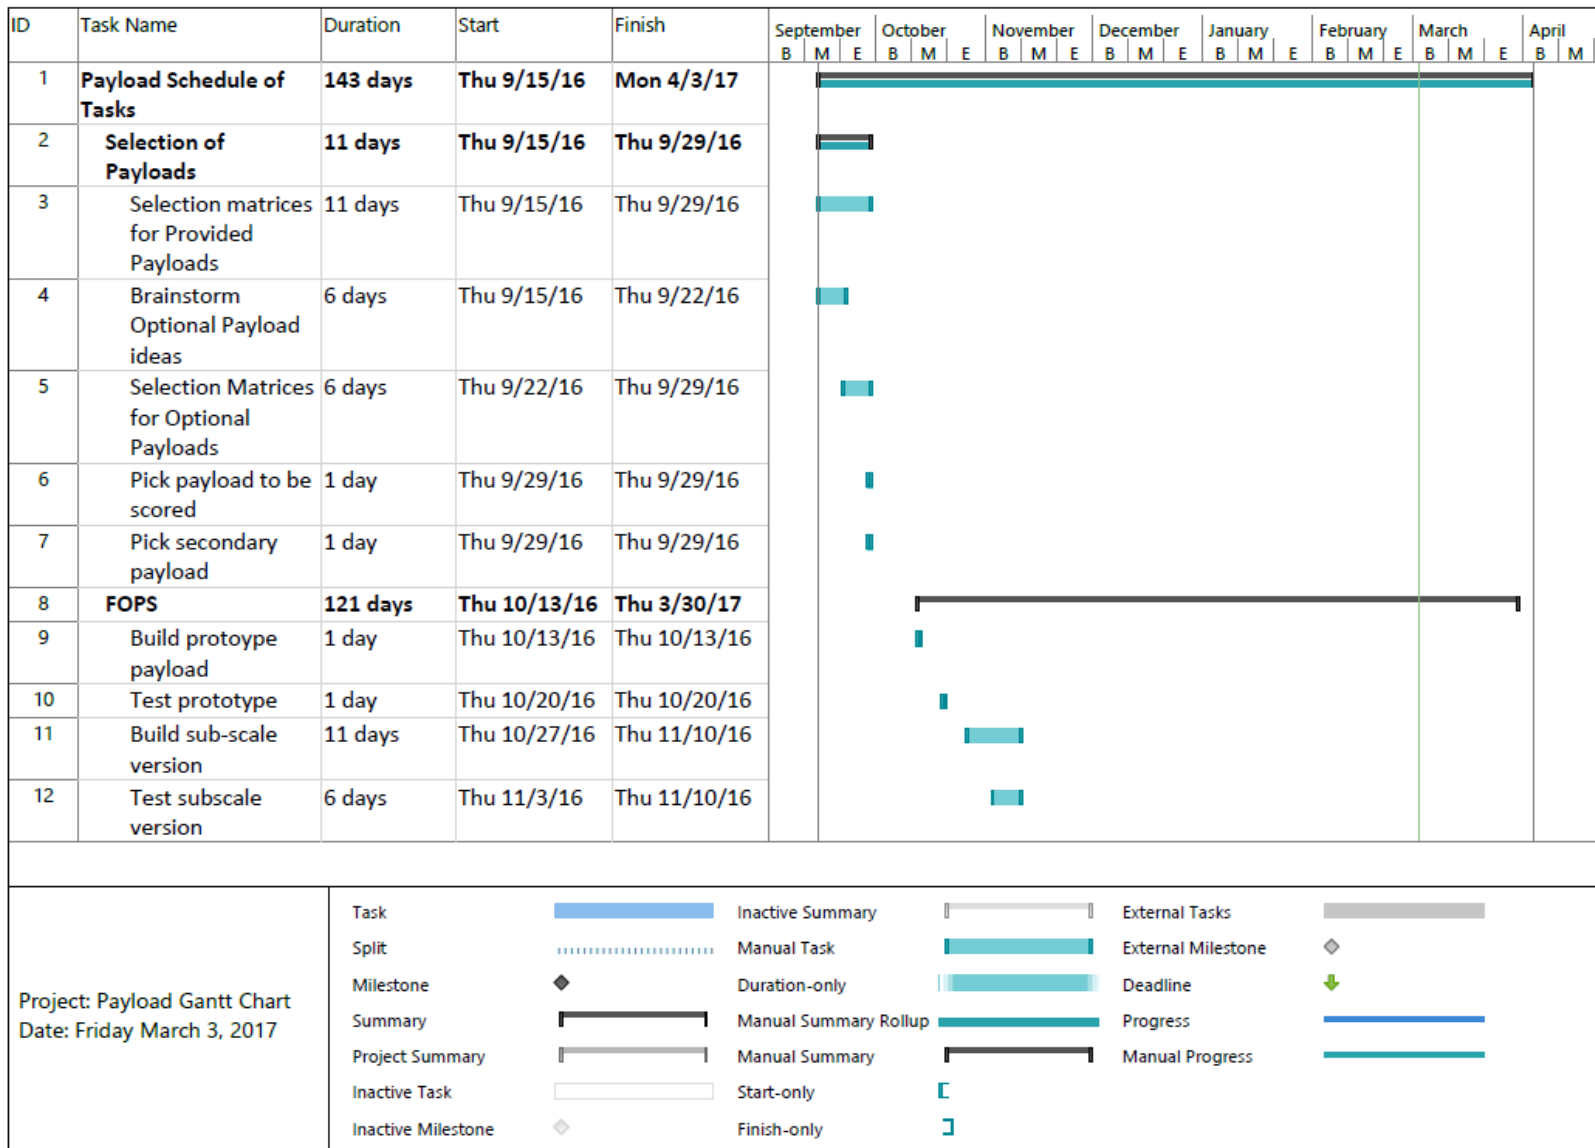 ID Task Name Duration Start Finish
September October November December January February March April
B M E B M E B M E B M E B M E B M E B M E B M
1 Payload Schedule of 143 days Thu 9/15/16 Mon 4/3/17
Tasks
2 Selection of 11 days Thu 9/15/16 Thu 9/29/16
Payloads
3 Selection matrices 11 days Thu 9/15/16 Thu 9/29/16
for Provided
Payloads
4 Brainstorm 6 days Thu 9/15/16 Thu 9/22/16
Optional Payload
ideas
5 Selection Matrices 6 days Thu 9/22/16 Thu 9/29/16
for Optional
Payloads
6 Pick payload to be 1 day Thu 9/29/16 Thu 9/29/16
scored
7 Pick secondary 1 day Thu 9/29/16 Thu 9/29/16
payload
8 FOPS 121 days Thu 10/13/16 Thu 3/30/17
9 Build protoype 1 day Thu 10/13/16 Thu 10/13/16
payload
10 Test prototype 1 day Thu 10/20/16 Thu 10/20/16
11 Build sub-scale 11 days Thu 10/27/16 Thu 11/10/16
version
12 Test subscale 6 days Thu 11/3/16 Thu 11/10/16
version
Project: Payload Gantt Chart
Date: Friday March 3, 2017
Task Inactive Summary External Tasks
Split Manual Task External Milestone
Milestone Duration-only Deadline
Summary Manual Summary Rollup Progress
Project Summary Manual Summary Manual Progress
Inactive Task Start-only
Inactive Milestone Finish-only